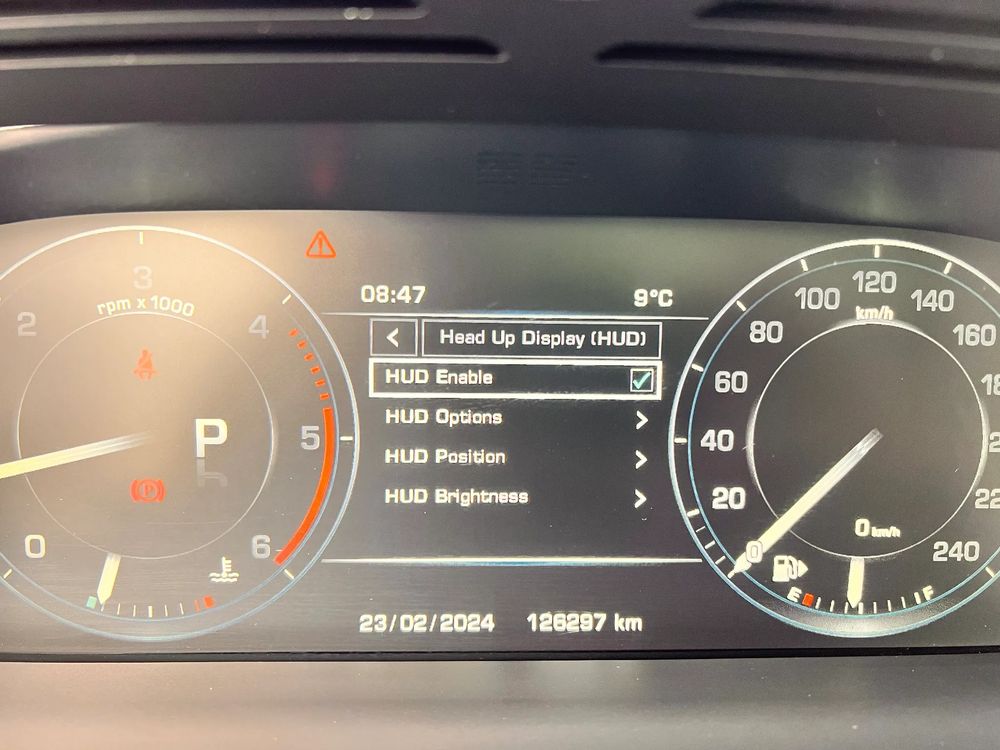 08:47 9°C
< Head Up Display (HUD)
HUD Enable
HUD Options
HUD Position
HUD Brightness
23/02/2024 126297 km
3
rpm x 1000
2 4
P 5
P
0 6
120
100 140
km/h
80 160
60
40
20
0 km/h
0 240
E F